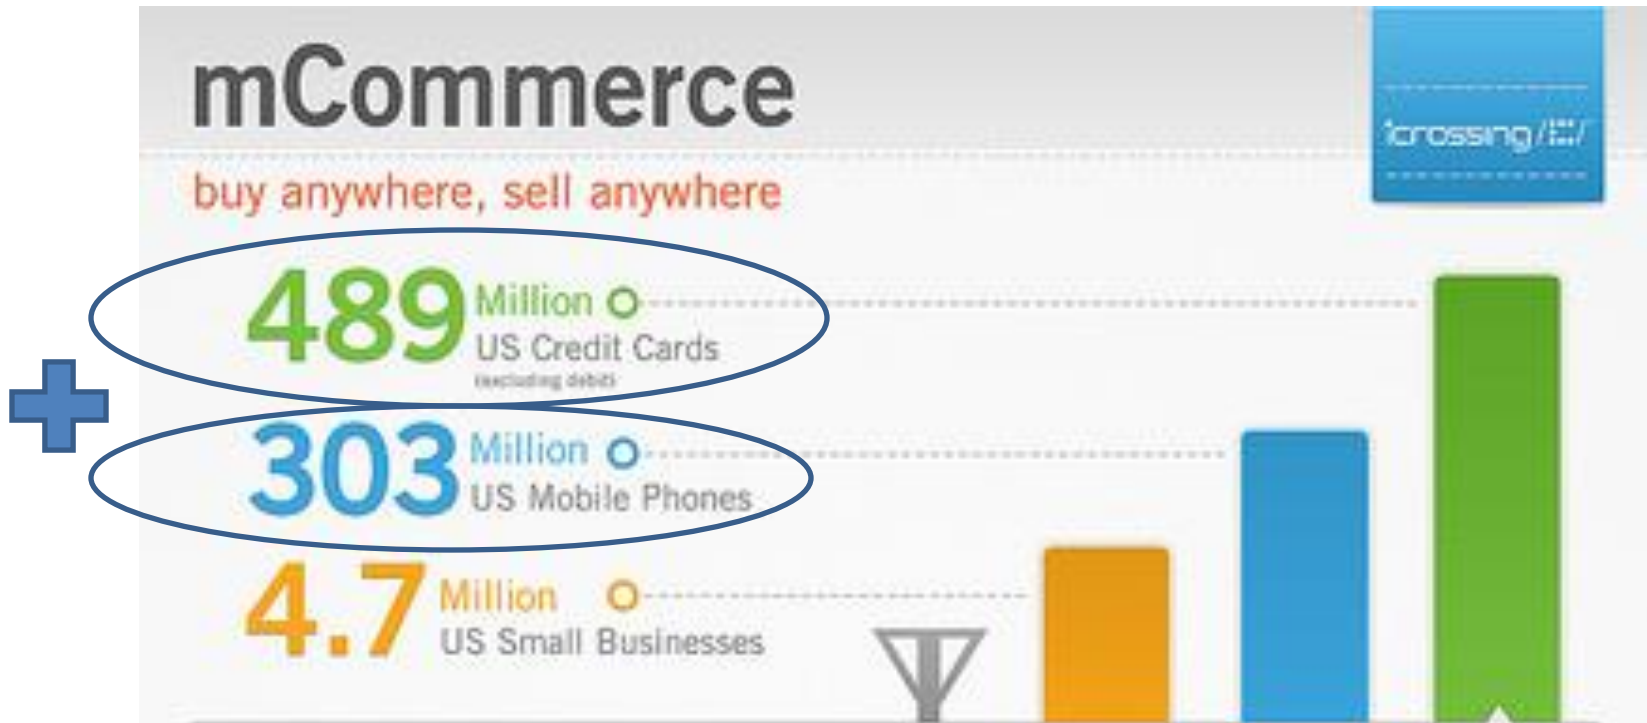 mCommerce
icrossing
buy anywhere, sell anywhere
489 Million
US Credit Cards
(excluding debit)
303 Million
US Mobile Phones
4.7 Million
US Small Businesses